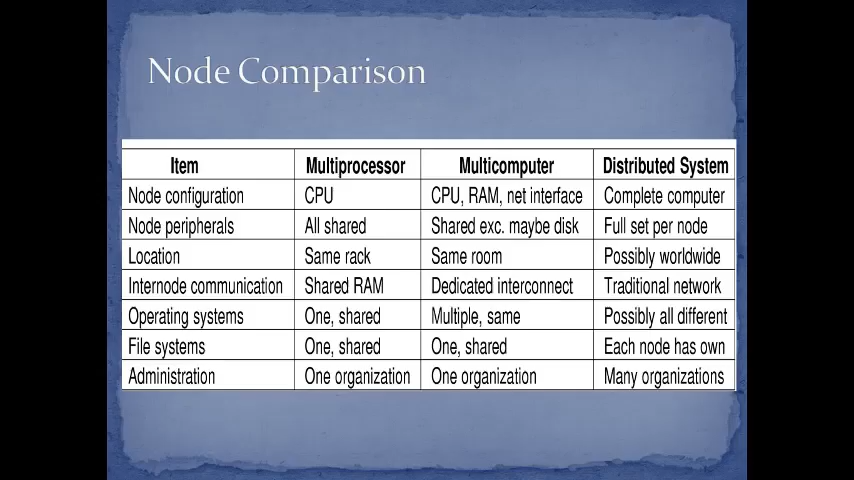 Node Comparison
Item Multiprocessor Multicomputer Distributed System
Node configuration CPU CPU, RAM, net interface Complete computer
Node peripherals All shared Shared exc. maybe disk Full set per node
Location Same rack Same room Possibly worldwide
Internode communication Shared RAM Dedicated interconnect Traditional network
Operating systems One, shared Multiple, same Possibly all different
File systems One, shared One, shared Each node has own
Administration One organization One organization Many organizations